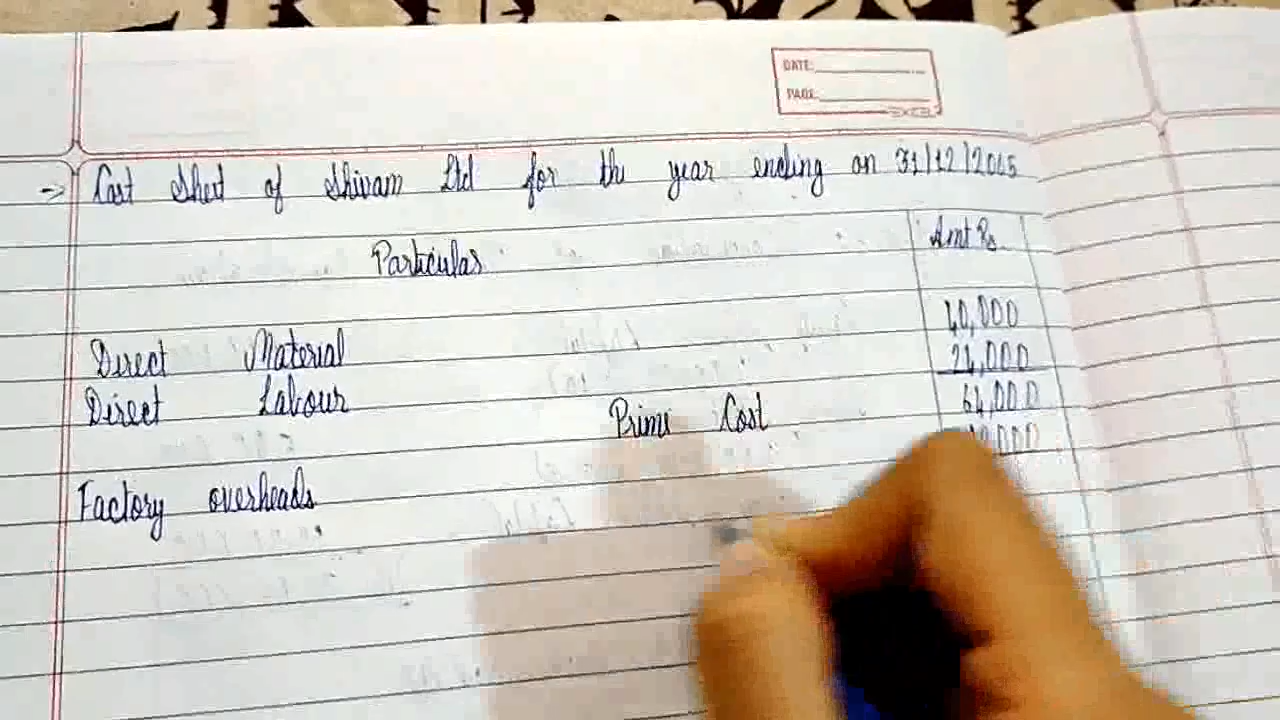 DATE:
PAGE
EXCEL
=> Cost Sheet of Shivam Ltd for the year ending on 31/12/2015
Particulars Amt Rs
Direct Material 40,000
Direct Labour 24,000
Prime Cost 64,000
Factory overheads